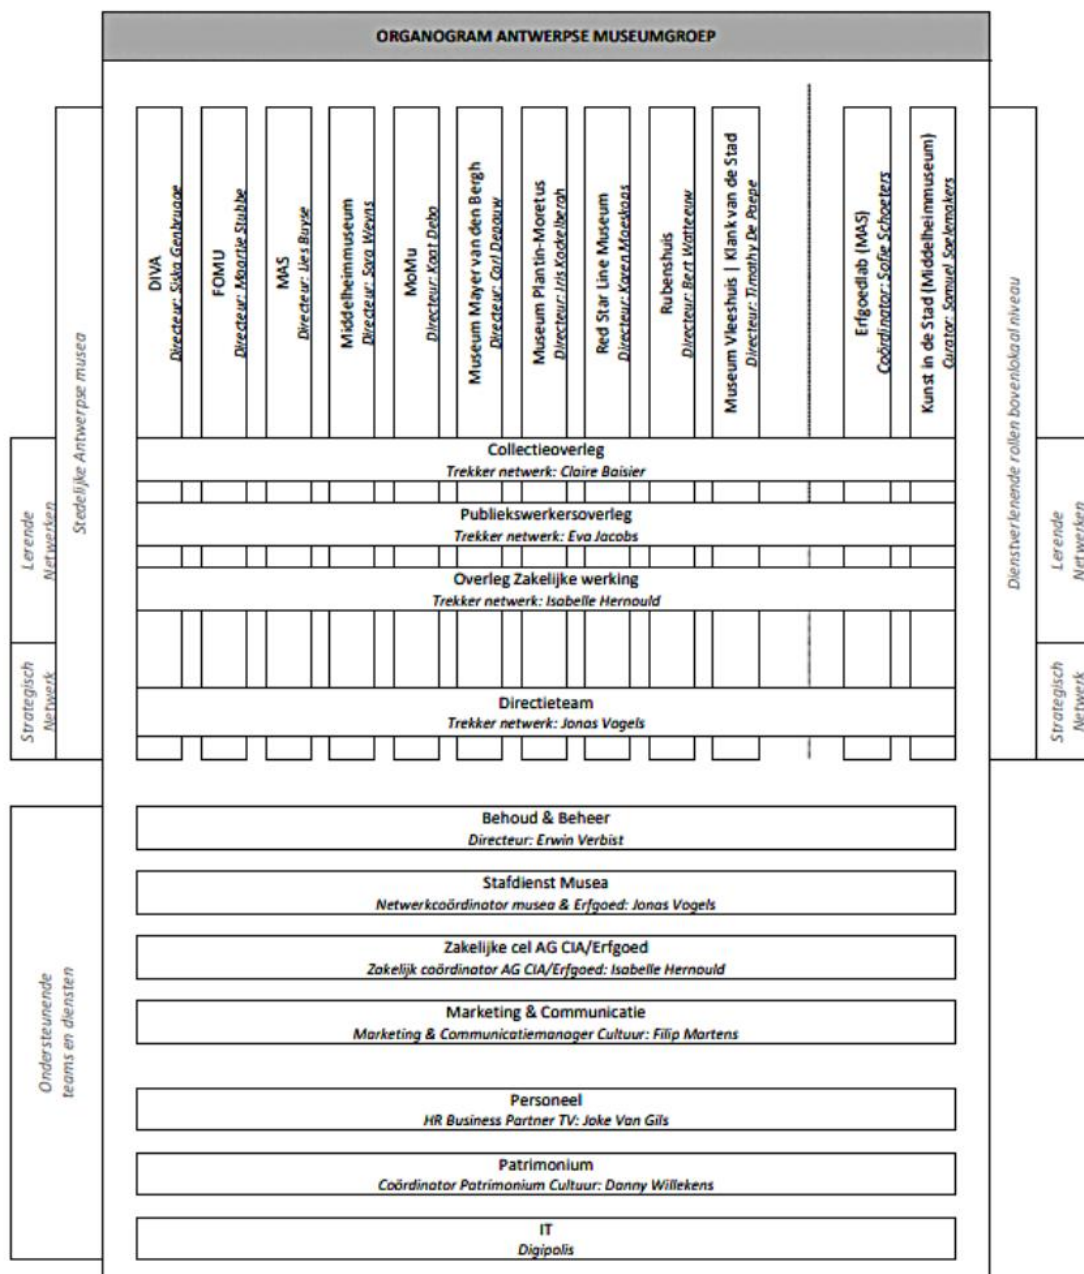 ORGANOGRAM ANTWERPSE MUSEUMGROEP
Stedelijke Antwerpse musea
Lerende
Netwerken
Strategisch
Netwerk
DIVA
Directeur: Siska Genbrugge
FOMU
Directeur: Maartje Stubbe
MAS
Directeur: Lies Buyse
Middelheimmuseum
Directeur: Sara Weyns
MoMu
Directeur: Kaat Debo
Museum Mayer van den Bergh
Directeur: Carl Depauw
Museum Plantin-Moretus
Directeur: Iris Kockelbergh
Red Star Line Museum
Directeur: Karen Moeskops
Rubenshuis
Directeur: Bert Watteeuw
Museum Vleeshuis | Klank van de Stad
Directeur: Timothy De Paepe
Erfgoedlab (MAS)
Coördinator: Sofie Schoeters
Kunst in de Stad (Middelheimmuseum)
Curator: Samuel Saelemakers
Dienstverlenende rollen bovenlokaal niveau
Lerende
Netwerken
Strategisch
Netwerk
Collectieoverleg
Trekker netwerk: Claire Baisier
Publiekswerkersoverleg
Trekker netwerk: Eva Jacobs
Overleg Zakelijke werking
Trekker netwerk: Isabelle Hernould
Directieteam
Trekker netwerk: Jonas Vogels
Ondersteunende
teams en diensten
Behoud & Beheer
Directeur: Erwin Verbist
Stafdienst Musea
Netwerkcoördinator musea & Erfgoed: Jonas Vogels
Zakelijke cel AG CIA/Erfgoed
Zakelijk coördinator AG CIA/Erfgoed: Isabelle Hernould
Marketing & Communicatie
Marketing & Communicatiemanager Cultuur: Filip Martens
Personeel
HR Business Partner TV: Joke Van Gils
Patrimonium
Coördinator Patrimonium Cultuur: Danny Willekens
IT
Digipolis